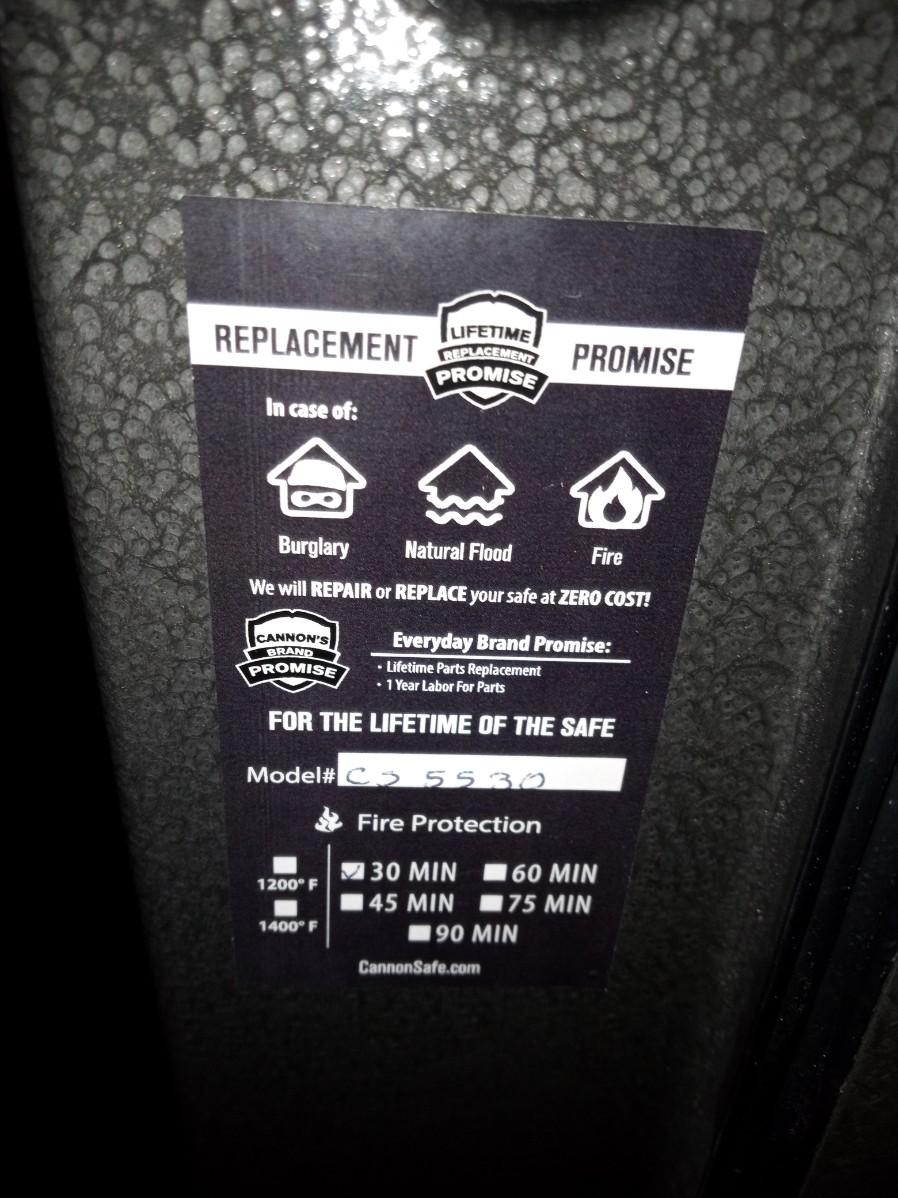 REPLACEMENT LIFETIME REPLACEMENT PROMISE PROMISE
In case of:
Burglary Natural Flood Fire
We will REPAIR or REPLACE your safe at ZERO COST!
CANNON'S BRAND PROMISE
Everyday Brand Promise:
· Lifetime Parts Replacement
· 1 Year Labor For Parts
FOR THE LIFETIME OF THE SAFE
Model# CS 5530
Fire Protection
1200° F
1400° F
30 MIN 60 MIN
45 MIN 75 MIN
90 MIN
CannonSafe.com